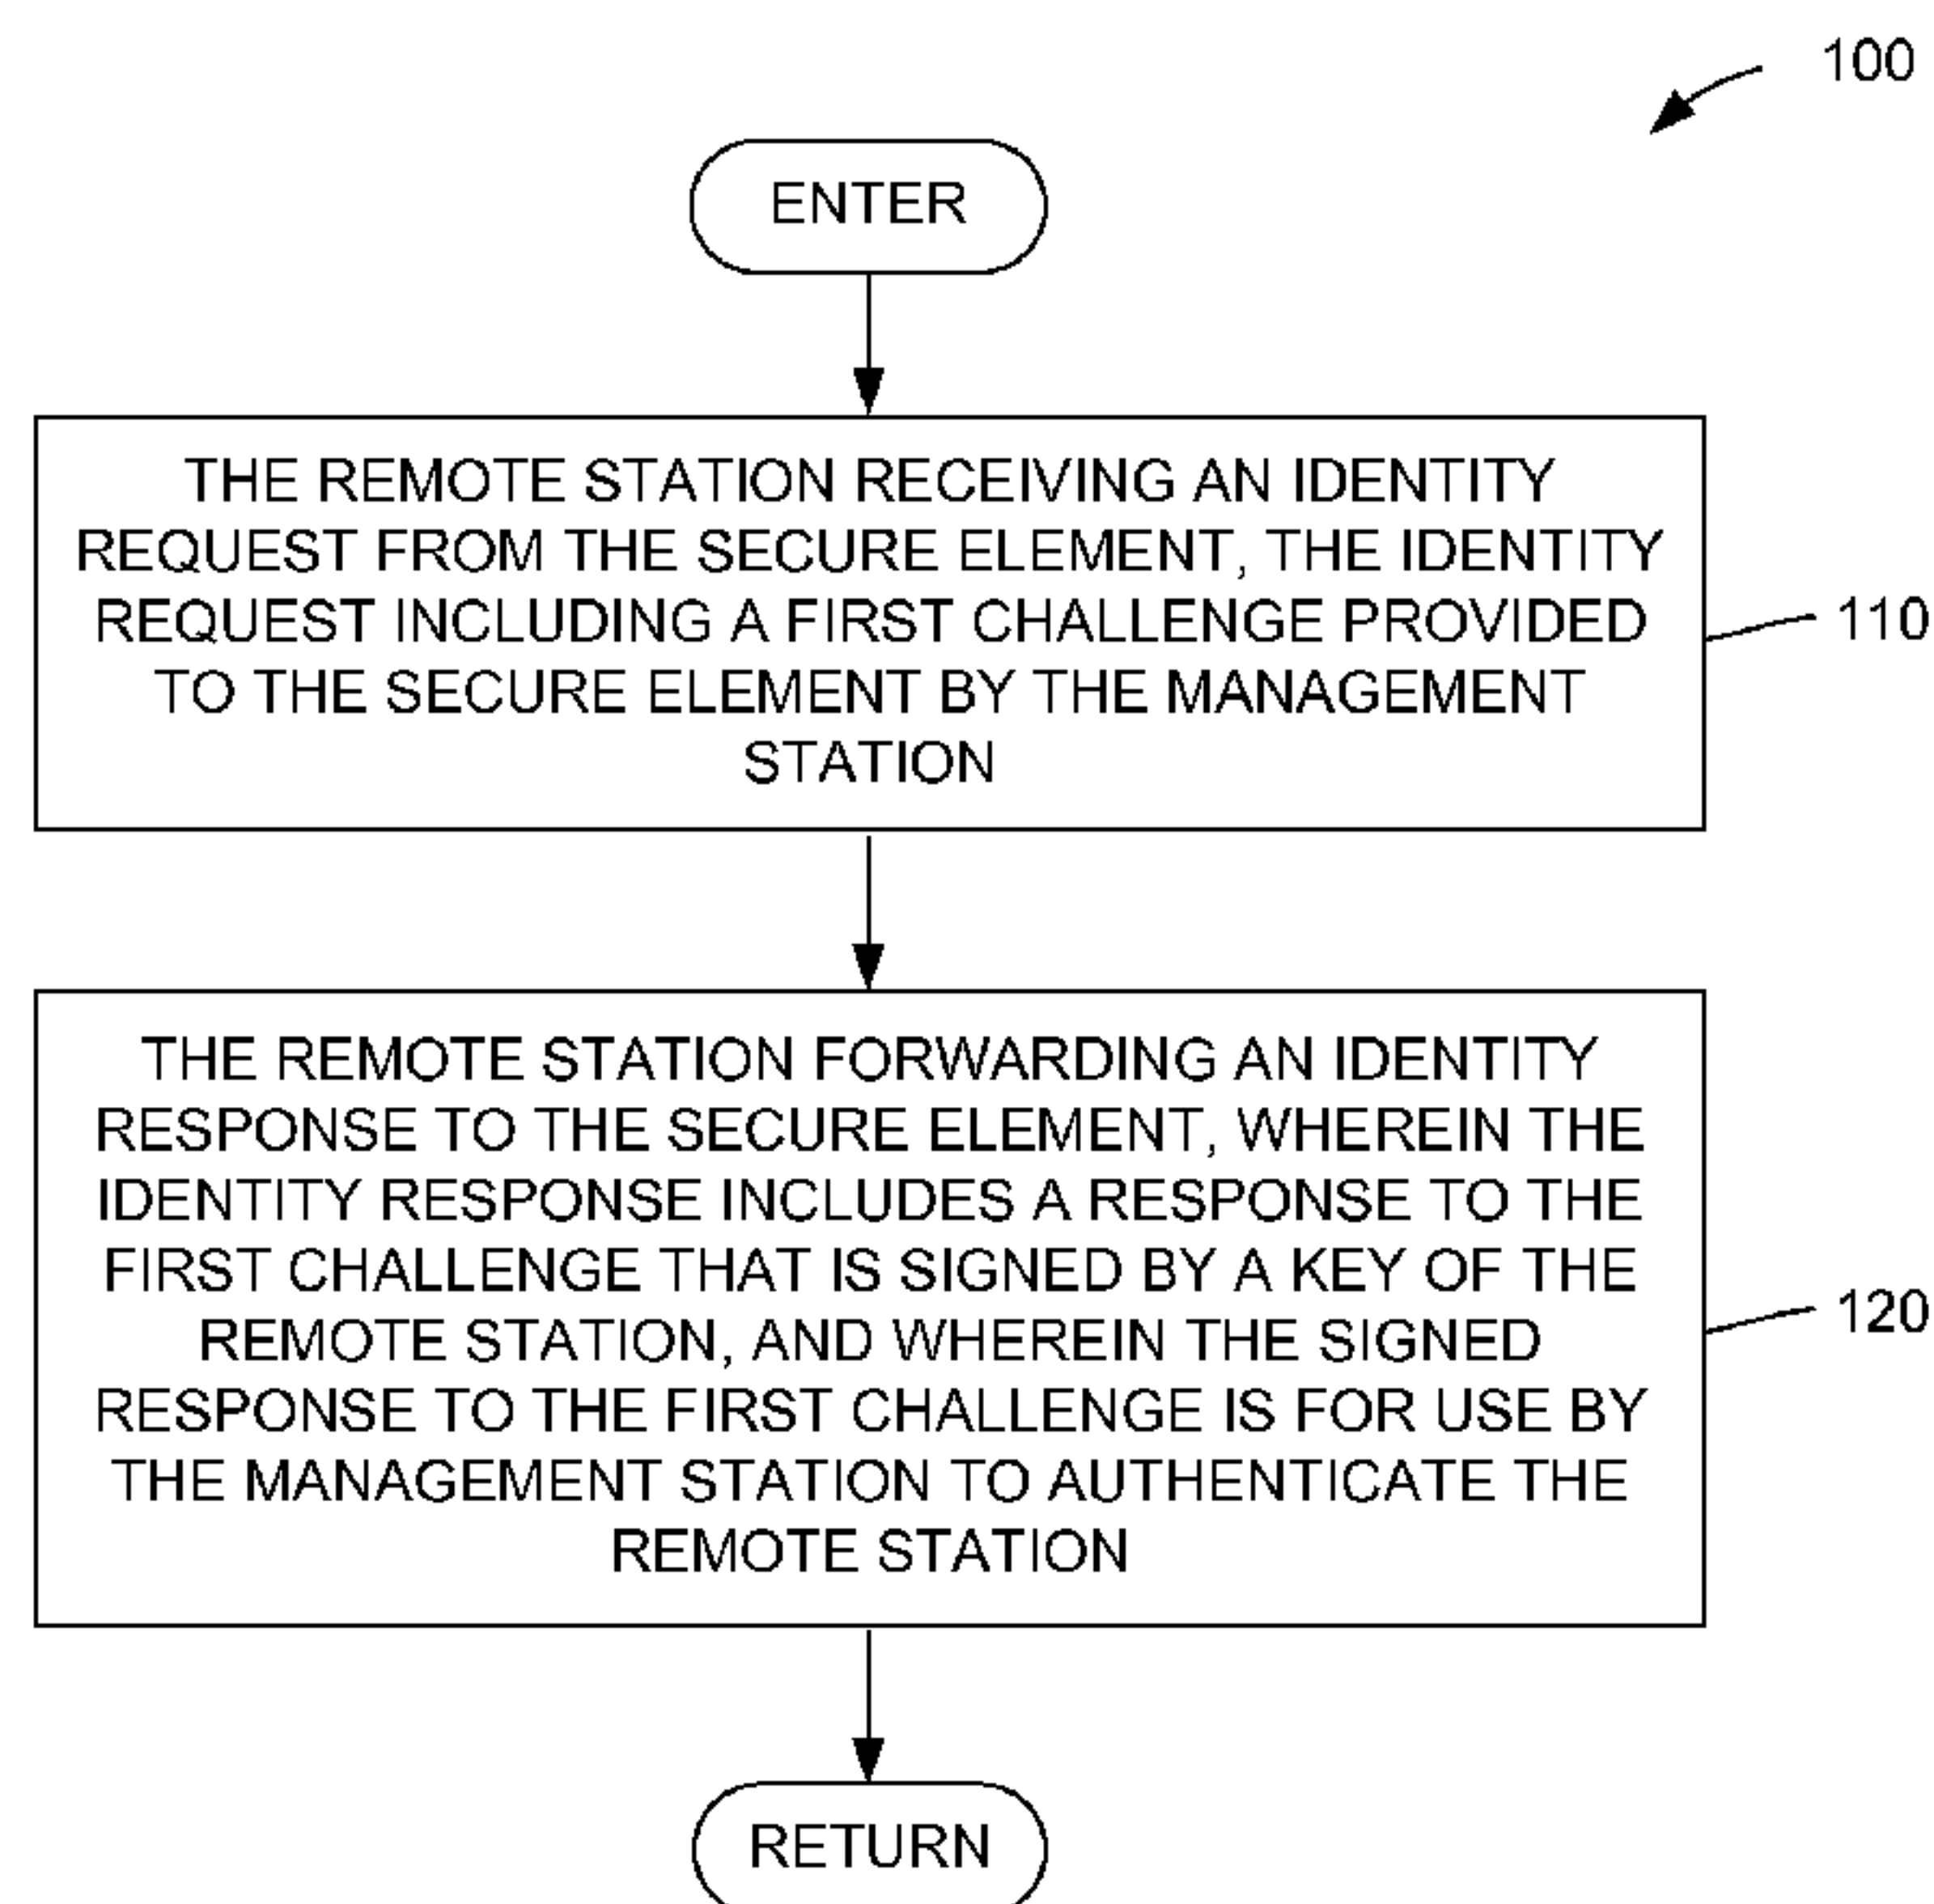 100
ENTER
THE REMOTE STATION RECEIVING AN IDENTITY
REQUEST FROM THE SECURE ELEMENT, THE IDENTITY
REQUEST INCLUDING A FIRST CHALLENGE PROVIDED
TO THE SECURE ELEMENT BY THE MANAGEMENT
STATION
110
THE REMOTE STATION FORWARDING AN IDENTITY
RESPONSE TO THE SECURE ELEMENT, WHEREIN THE
IDENTITY RESPONSE INCLUDES A RESPONSE TO THE
FIRST CHALLENGE THAT IS SIGNED BY A KEY OF THE
REMOTE STATION, AND WHEREIN THE SIGNED
RESPONSE TO THE FIRST CHALLENGE IS FOR USE BY
THE MANAGEMENT STATION TO AUTHENTICATE THE
REMOTE STATION
120
RETURN